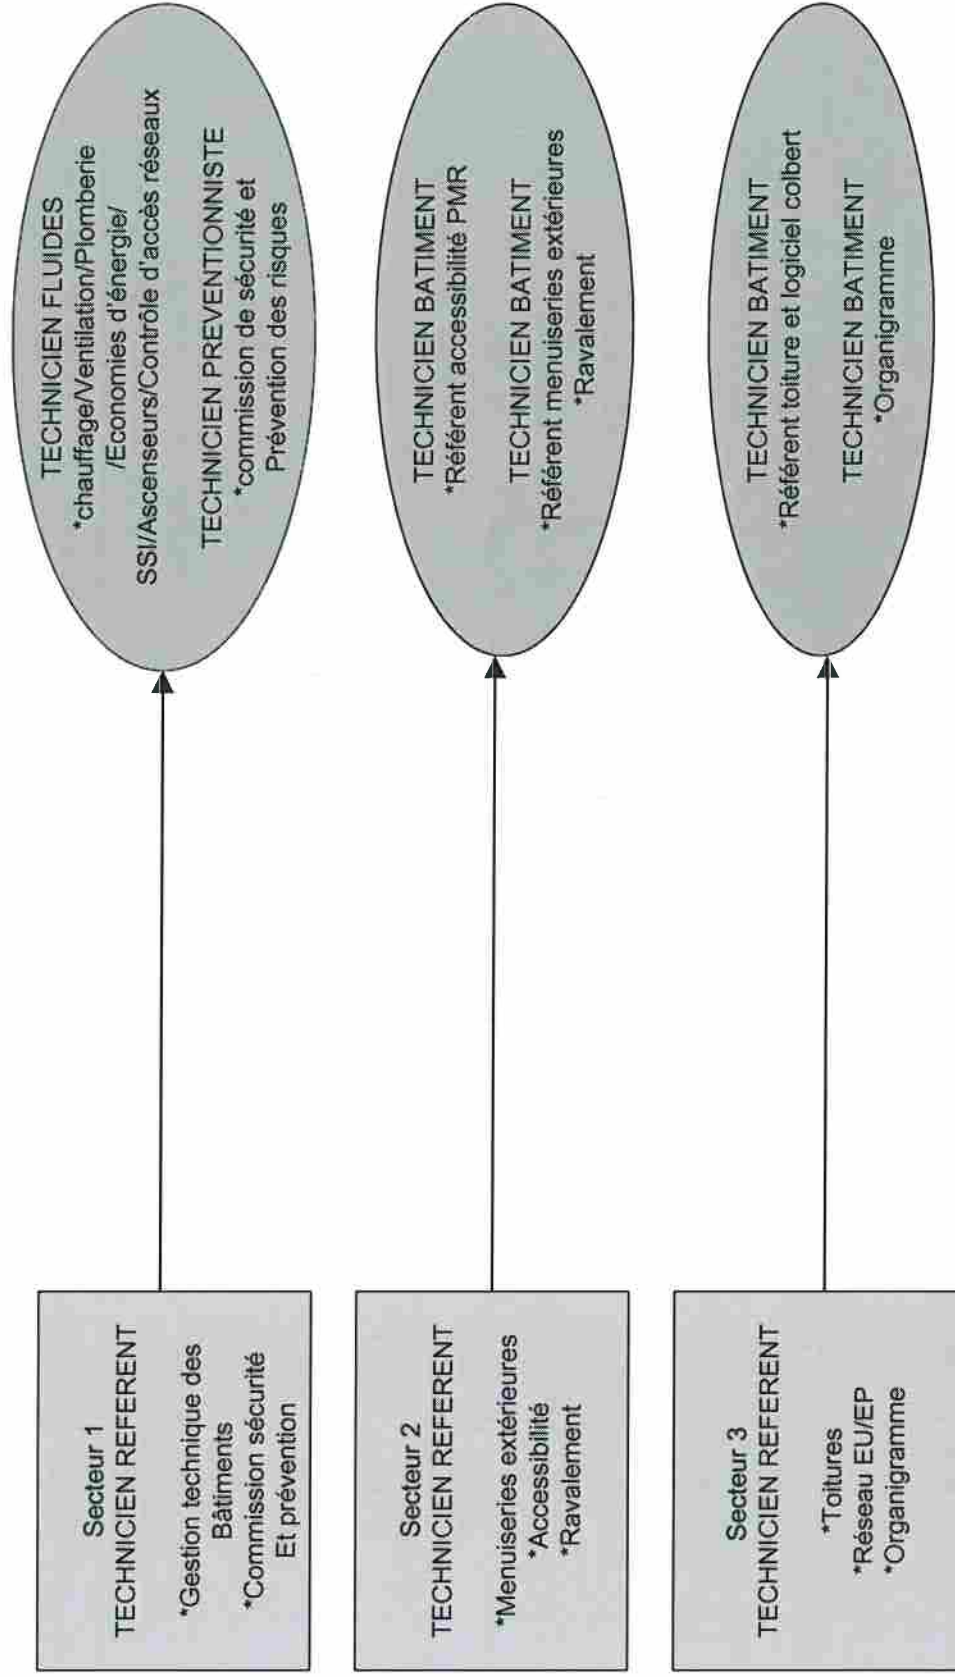 Secteur 1
TECHNICIEN REFERENT
*Gestion technique des
Bâtiments
*Commission sécurité
Et prévention
TECHNICIEN FLUIDES
*chauffage/Ventilation/Plomberie
/Economies d'énergie/
SSI/Ascenseurs/Contrôle d'accès réseaux
TECHNICIEN PREVENTIONNISTE
*commission de sécurité et
Prévention des risques
Secteur 2
TECHNICIEN REFERENT
*Menuiseries extérieures
*Accessibilité
*Ravalement
TECHNICIEN BATIMENT
*Référent accessibilité PMR
TECHNICIEN BATIMENT
*Référent menuiseries extérieures
*Ravalement
Secteur 3
TECHNICIEN REFERENT
*Toitures
*Réseau EU/EP
*Organigramme
TECHNICIEN BATIMENT
*Référent toiture et logiciel colbert
TECHNICIEN BATIMENT
*Organigramme